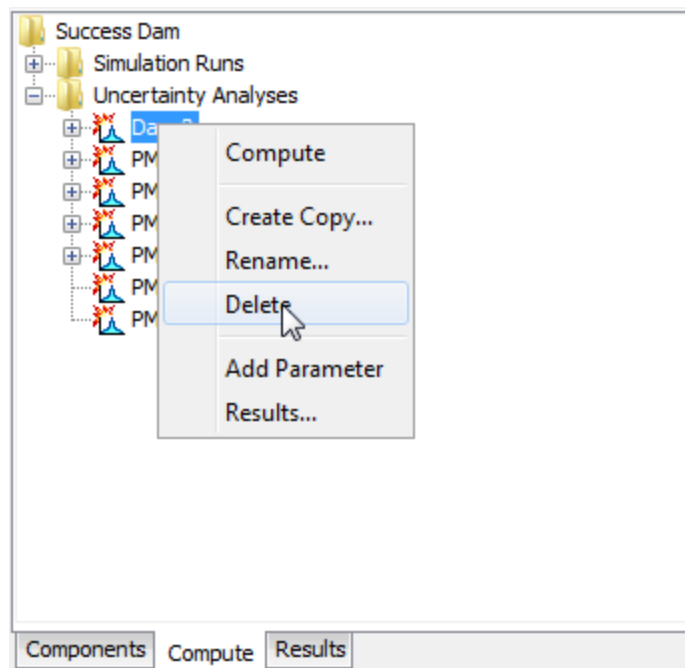 Success Dam
Simulation Runs
Uncertainty Analyses
PM
PM
PM
PM
PM
PM
Compute
Create Copy...
Rename...
Delete
Add Parameter
Results...
Components
Compute
Results